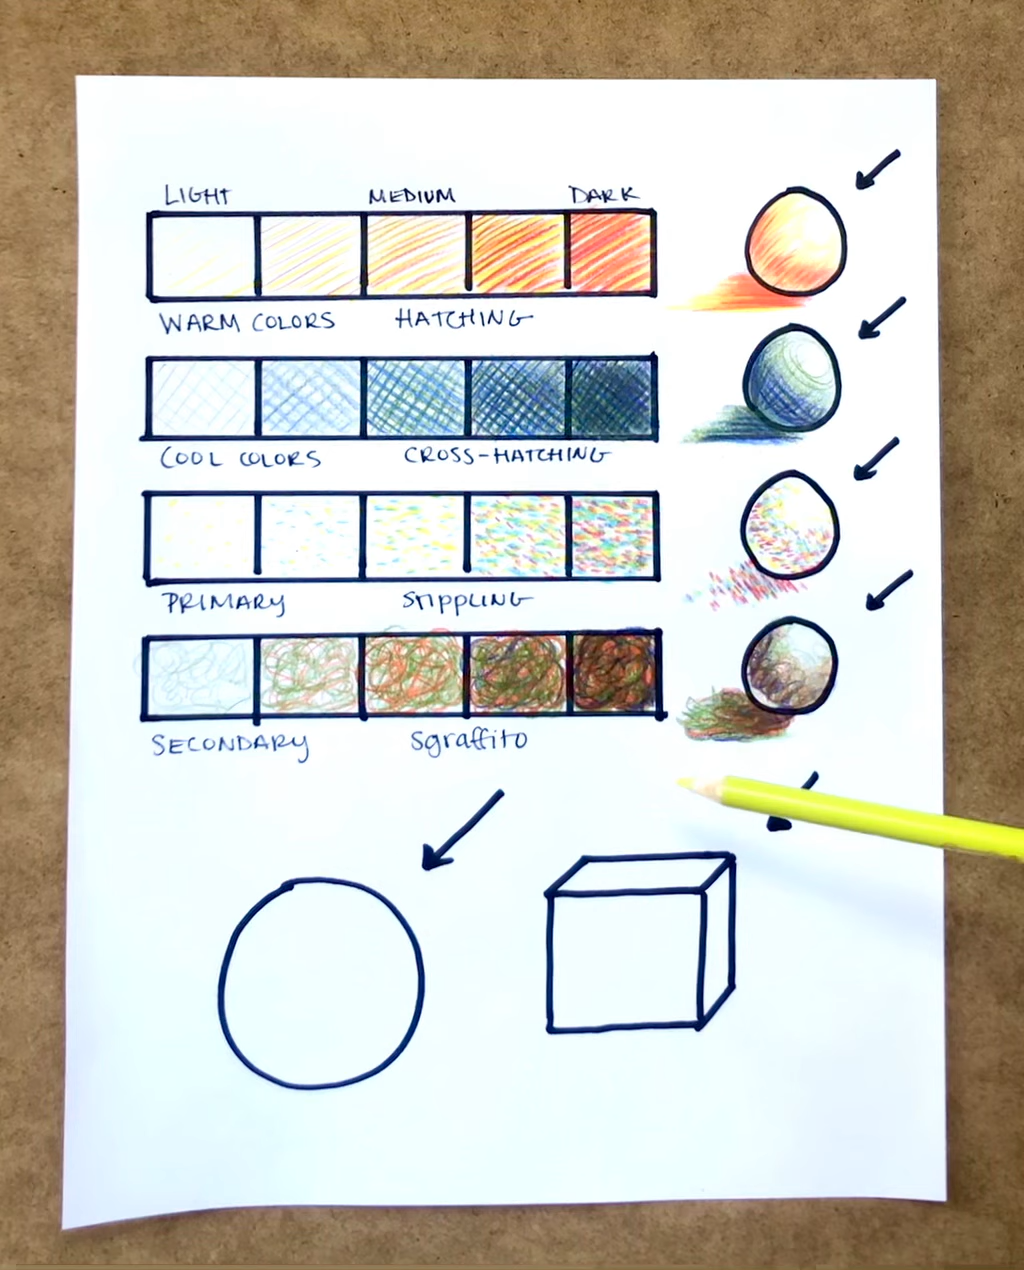 LIGHT MEDIUM DARK
WARM COLORS HATCHING
COOL COLORS CROSS-HATCHING
PRIMARY STIPPLING
SECONDARY Sgraffito